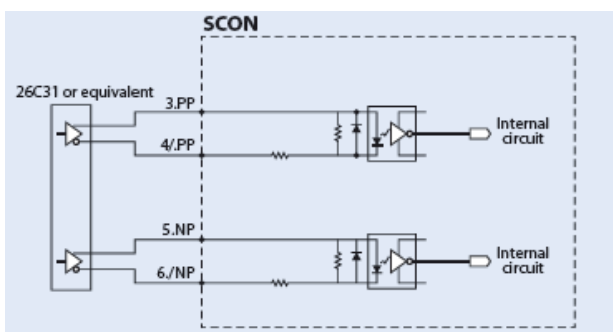 SCON
26C31 or equivalent
3.PP
4/.PP
Internal
circuit
5.NP
6./NP
Internal
circuit